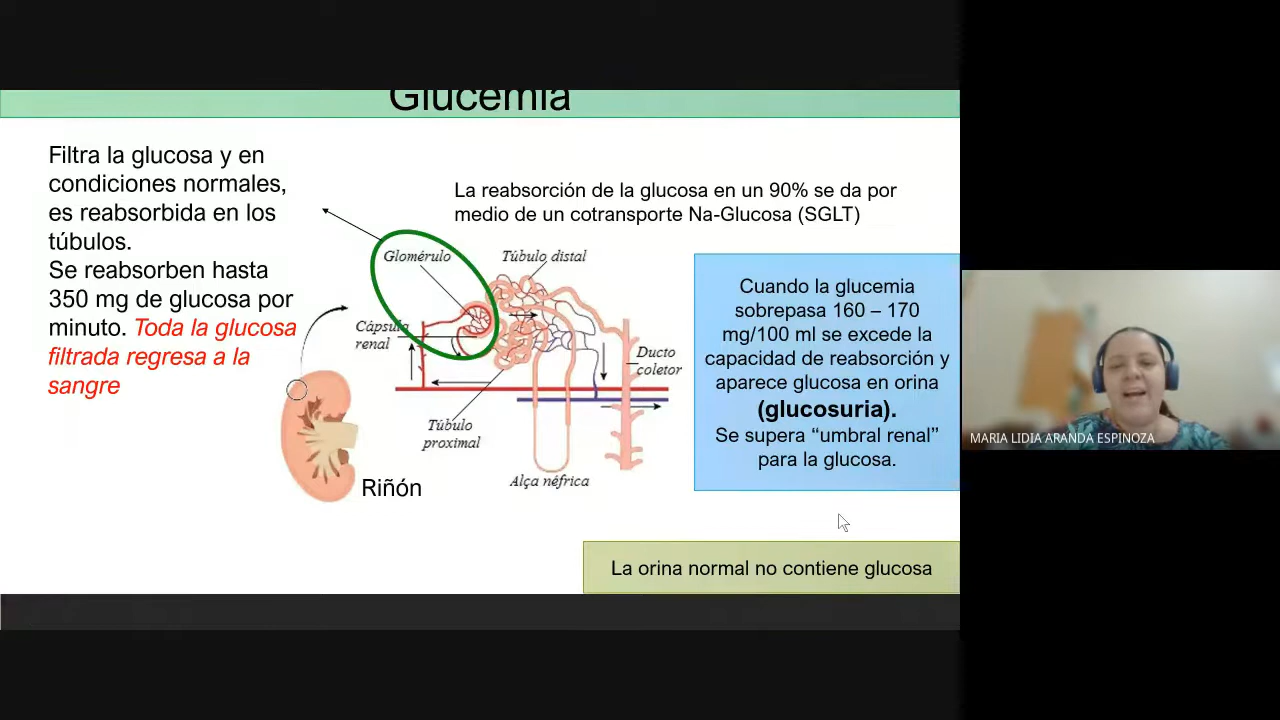 Glucemia
Filtra la glucosa y en
condiciones normales,
es reabsorbida en los
túbulos.
Se reabsorben hasta
350 mg de glucosa por
minuto. Toda la glucosa
filtrada regresa a la
sangre
La reabsorción de la glucosa en un 90% se da por
medio de un cotransporte Na-Glucosa (SGLT)
Glomérulo
Túbulo distal
Cápsula
renal
Ducto
coletor
Túbulo
proximal
Alça néfrica
Riñón
Cuando la glucemia
sobrepasa 160 – 170
mg/100 ml se excede la
capacidad de reabsorción y
aparece glucosa en orina
(glucosuria).
Se supera “umbral renal”
para la glucosa.
La orina normal no contiene glucosa
MARIA LIDIA ARANDA ESPINOZA